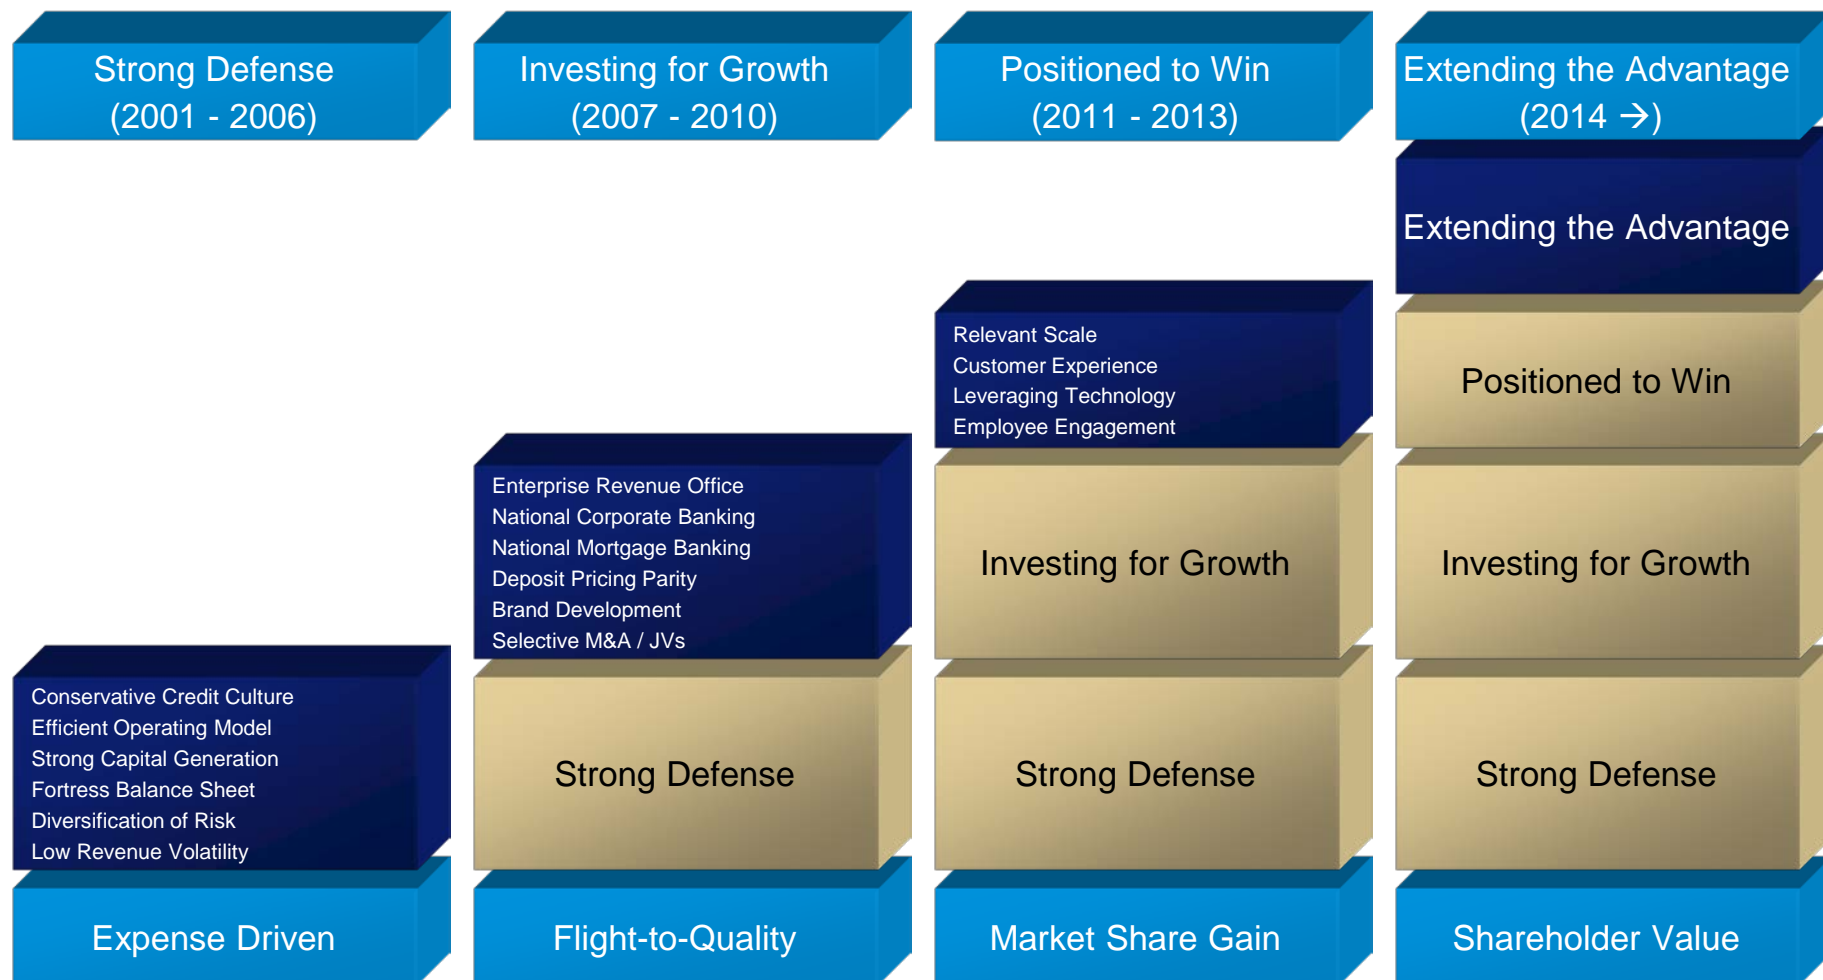 Strong Defense
(2001 - 2006)
Investing for Growth
(2007 - 2010)
Positioned to Win
(2011 - 2013)
Extending the Advantage
(2014 →)
Conservative Credit Culture
Efficient Operating Model
Strong Capital Generation
Fortress Balance Sheet
Diversification of Risk
Low Revenue Volatility
Expense Driven
Enterprise Revenue Office
National Corporate Banking
National Mortgage Banking
Deposit Pricing Parity
Brand Development
Selective M&A / JVs
Strong Defense
Flight-to-Quality
Relevant Scale
Customer Experience
Leveraging Technology
Employee Engagement
Investing for Growth
Strong Defense
Market Share Gain
Extending the Advantage
Positioned to Win
Investing for Growth
Strong Defense
Shareholder Value